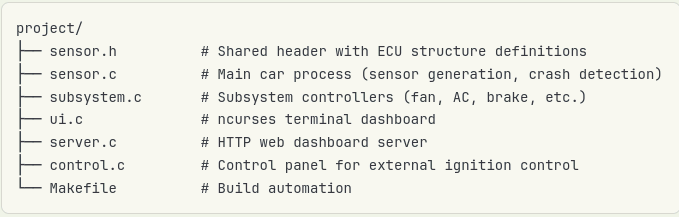 project/
├── sensor.h          # Shared header with ECU structure definitions
├── sensor.c          # Main car process (sensor generation, crash detection)
├── subsystem.c       # Subsystem controllers (fan, AC, brake, etc.)
├── ui.c              # ncurses terminal dashboard
├── server.c          # HTTP web dashboard server
├── control.c         # Control panel for external ignition control
└── Makefile          # Build automation